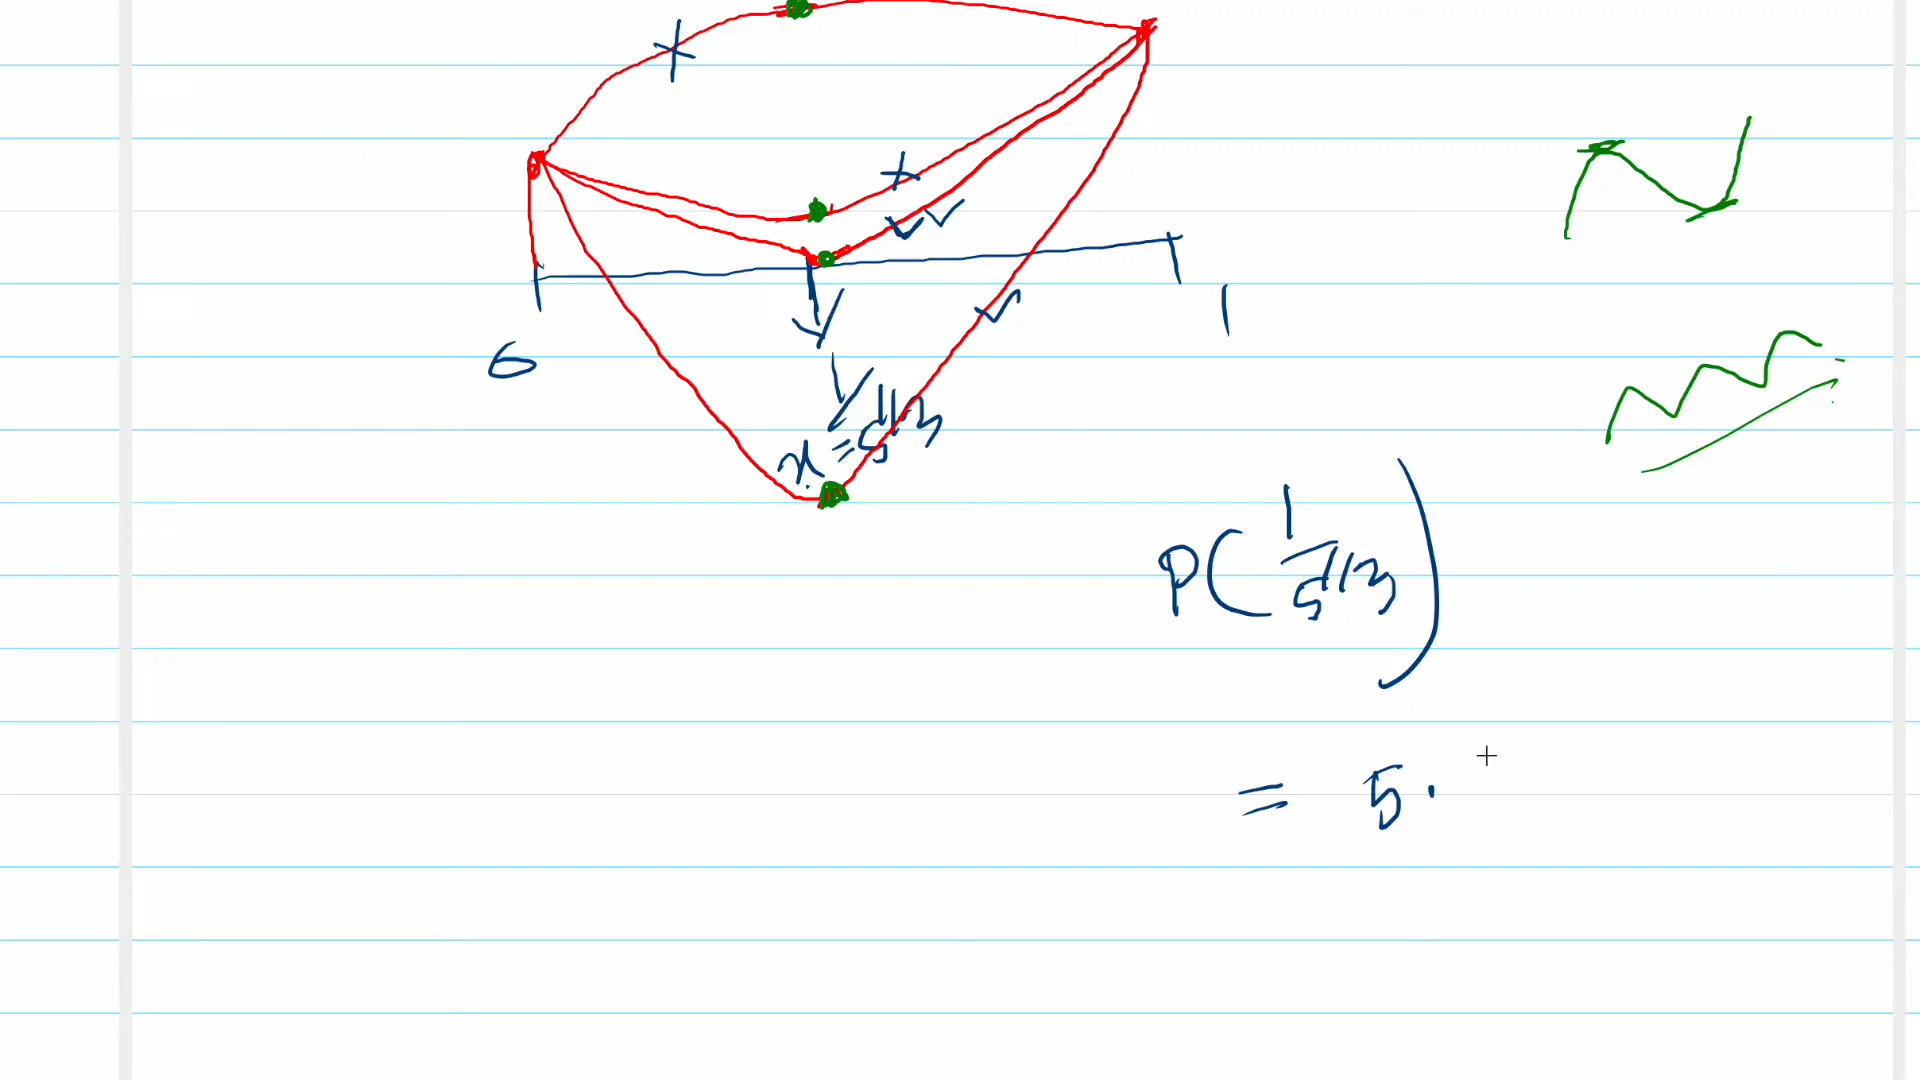 0 1
x = 5^{1/3}
P( 1 / 5^{1/3} )
= 5 .